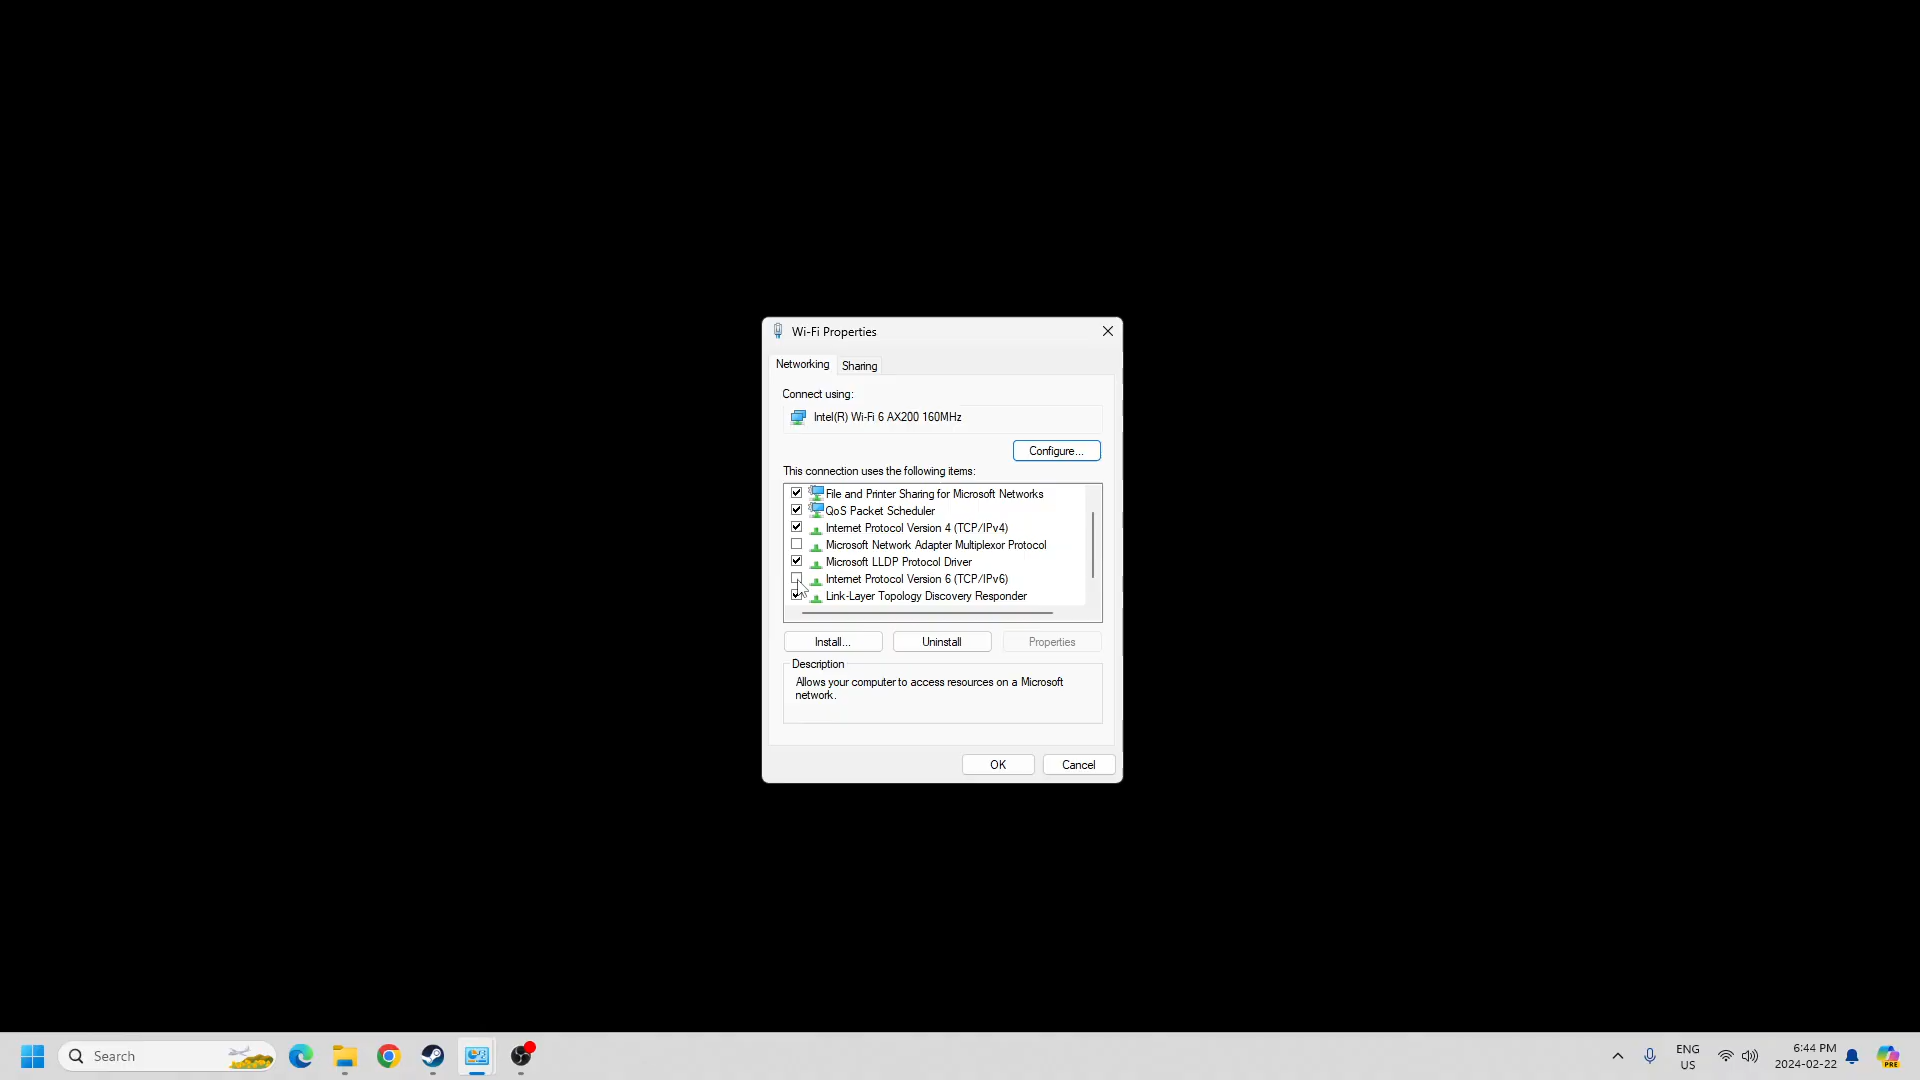 Wi-Fi Properties
Networking
Sharing
Connect using:
Intel(R) Wi-Fi 6 AX200 160MHz
Configure...
This connection uses the following items:
File and Printer Sharing for Microsoft Networks
QoS Packet Scheduler
Internet Protocol Version 4 (TCP/IPv4)
Microsoft Network Adapter Multiplexor Protocol
Microsoft LLDP Protocol Driver
Internet Protocol Version 6 (TCP/IPv6)
Link-Layer Topology Discovery Responder
Install...
Uninstall
Properties
Description
Allows your computer to access resources on a Microsoft
network.
OK
Cancel
Search
ENG
US
6:44 PM
2024-02-22
PRE